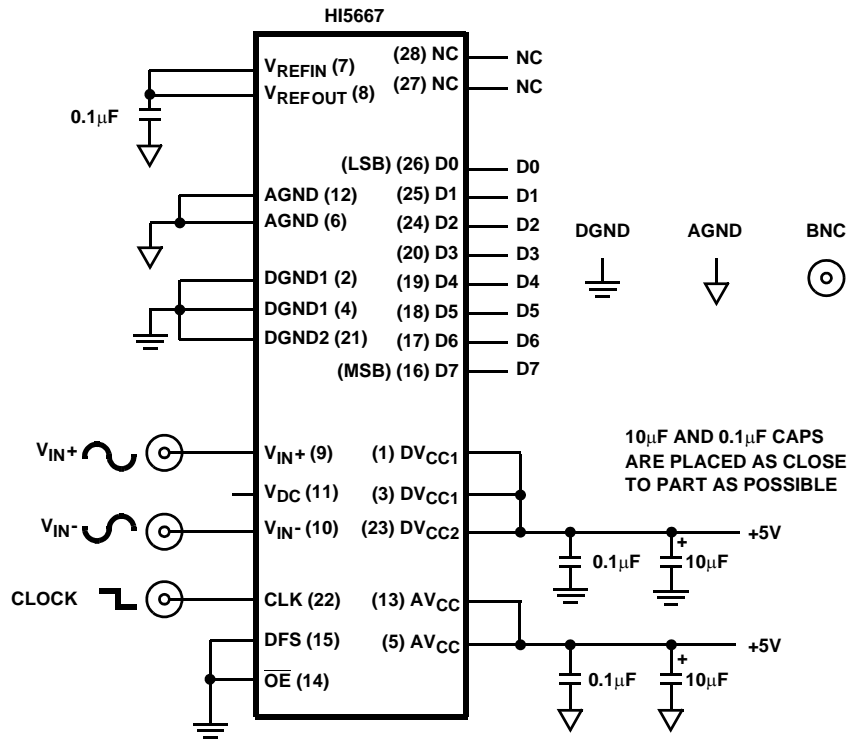 HI5667
VREFIN (7)
VREFOUT (8)
0.1µF
AGND (12)
AGND (6)
DGND1 (2)
DGND1 (4)
DGND2 (21)
VIN+
VIN+ (9)
VDC (11)
VIN-
VIN- (10)
CLOCK
CLK (22)
DFS (15)
OE (14)
(28) NC NC
(27) NC NC
(LSB) (26) D0 D0
(25) D1 D1
(24) D2 D2
(20) D3 D3
(19) D4 D4
(18) D5 D5
(17) D6 D6
(MSB) (16) D7 D7
(1) DVCC1
(3) DVCC1
(23) DVCC2
(13) AVCC
(5) AVCC
DGND AGND BNC
10µF AND 0.1µF CAPS
ARE PLACED AS CLOSE
TO PART AS POSSIBLE
+5V
0.1µF
+
10µF
+5V
0.1µF
+
10µF